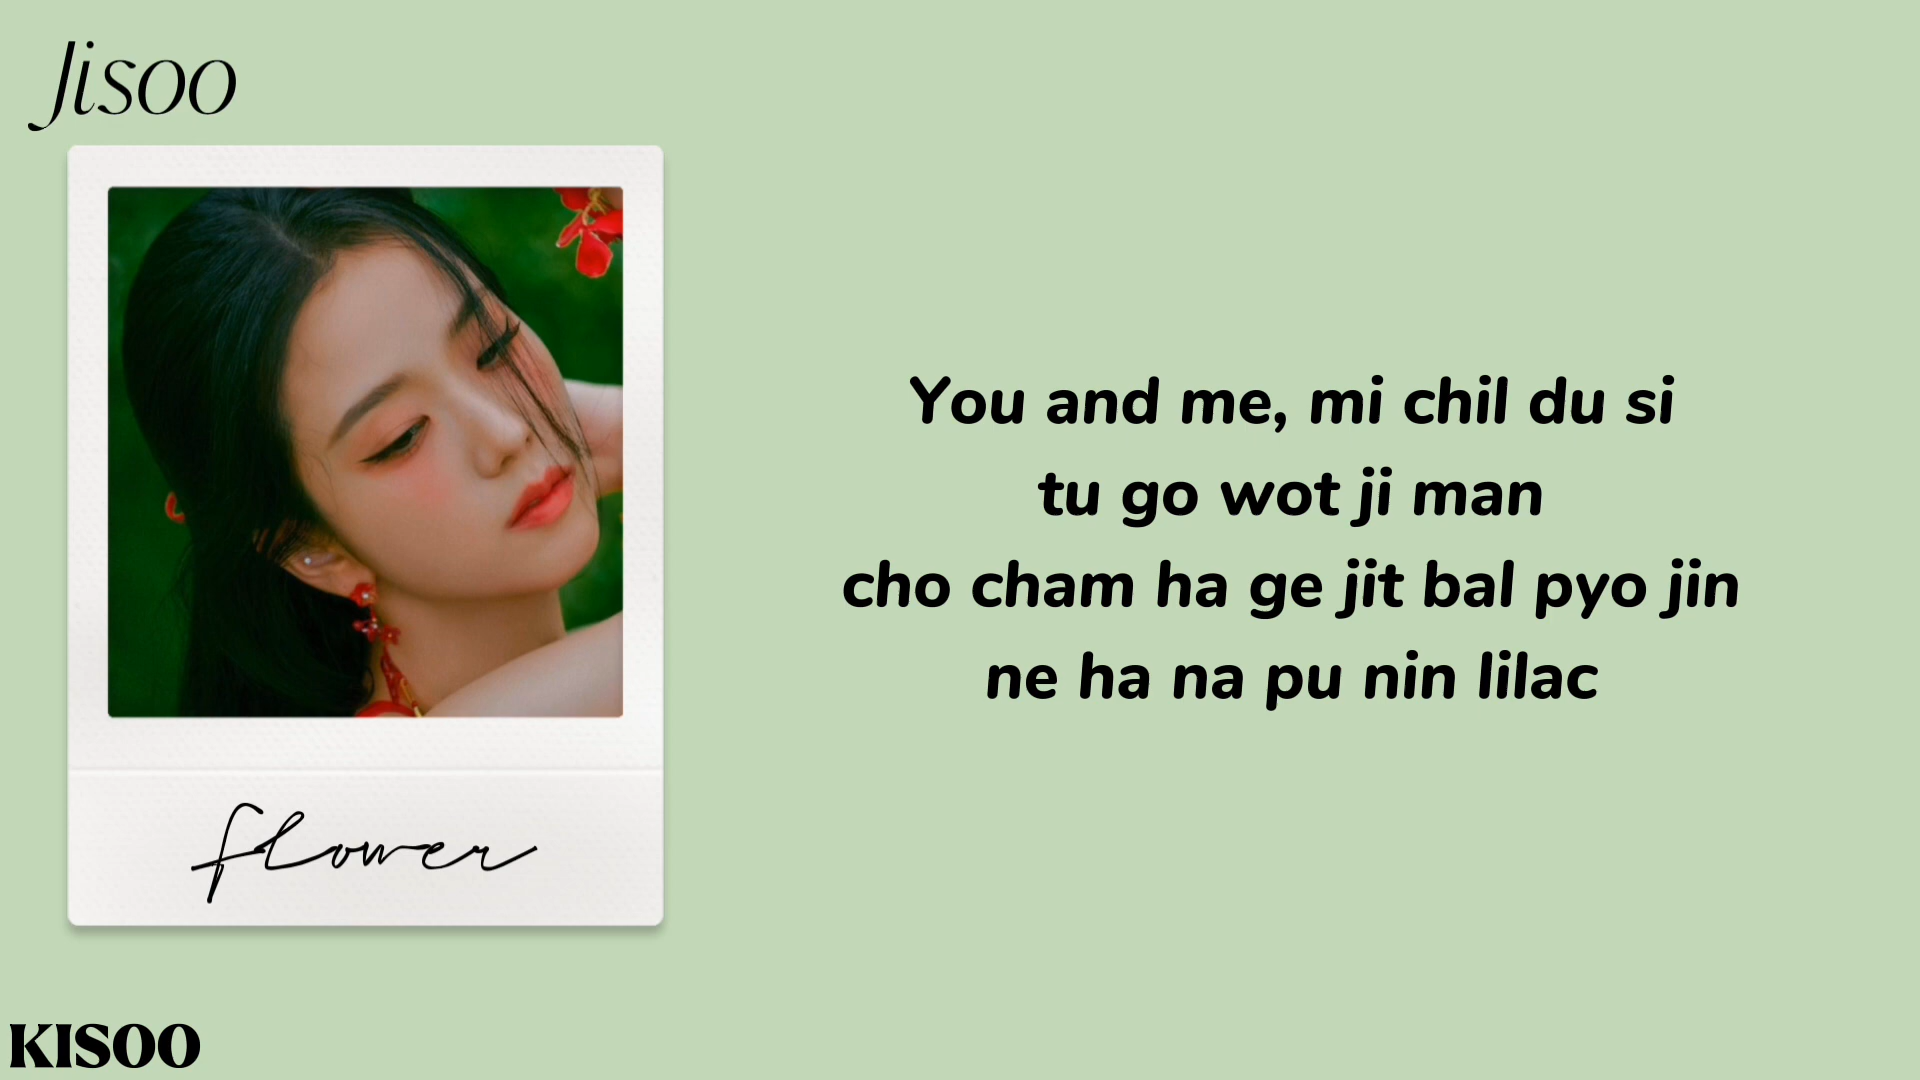 Jisoo
You and me, mi chil du si
tu go wot ji man
cho cham ha ge jit bal pyo jin
ne ha na pu nin lilac
flower
KISOO